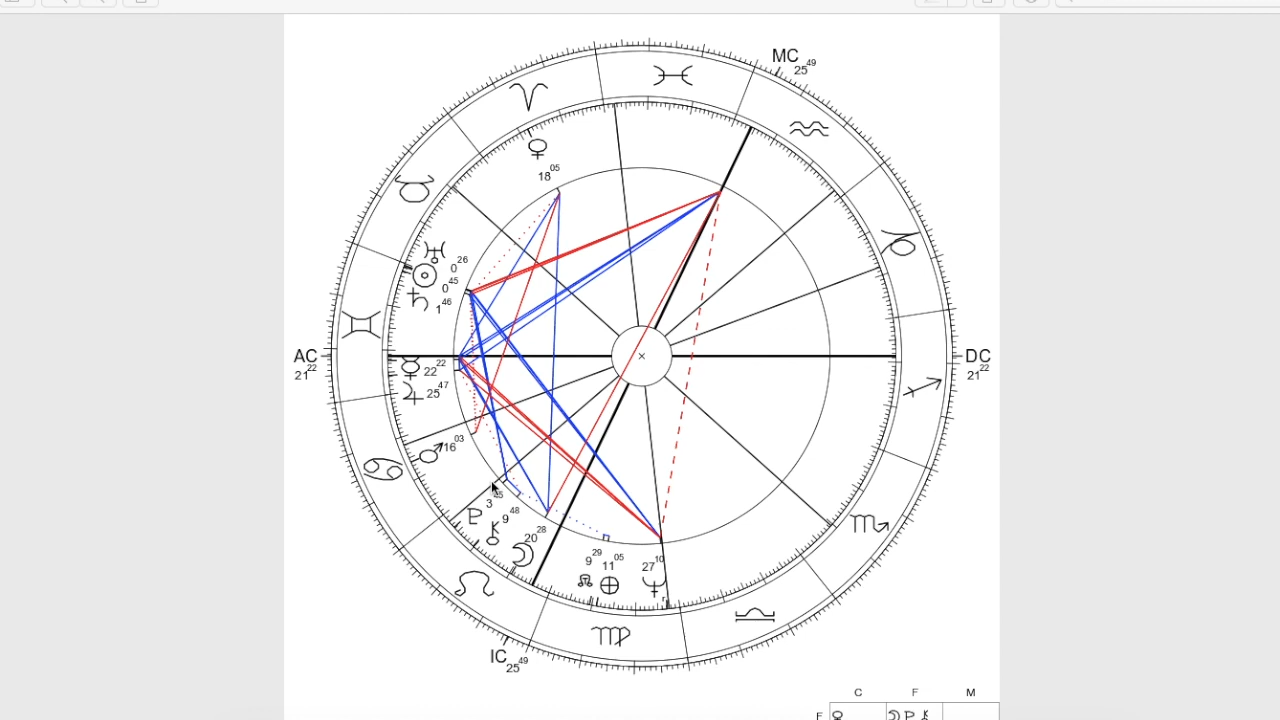 MC
25 49
18 05
0 26
0 45
1 46
AC
21 22
DC
21 22
22 22
25 47
16 03
3 45
9 48
20 28
9 29
11 05
27 10
r
IC
25 49
C F M
F